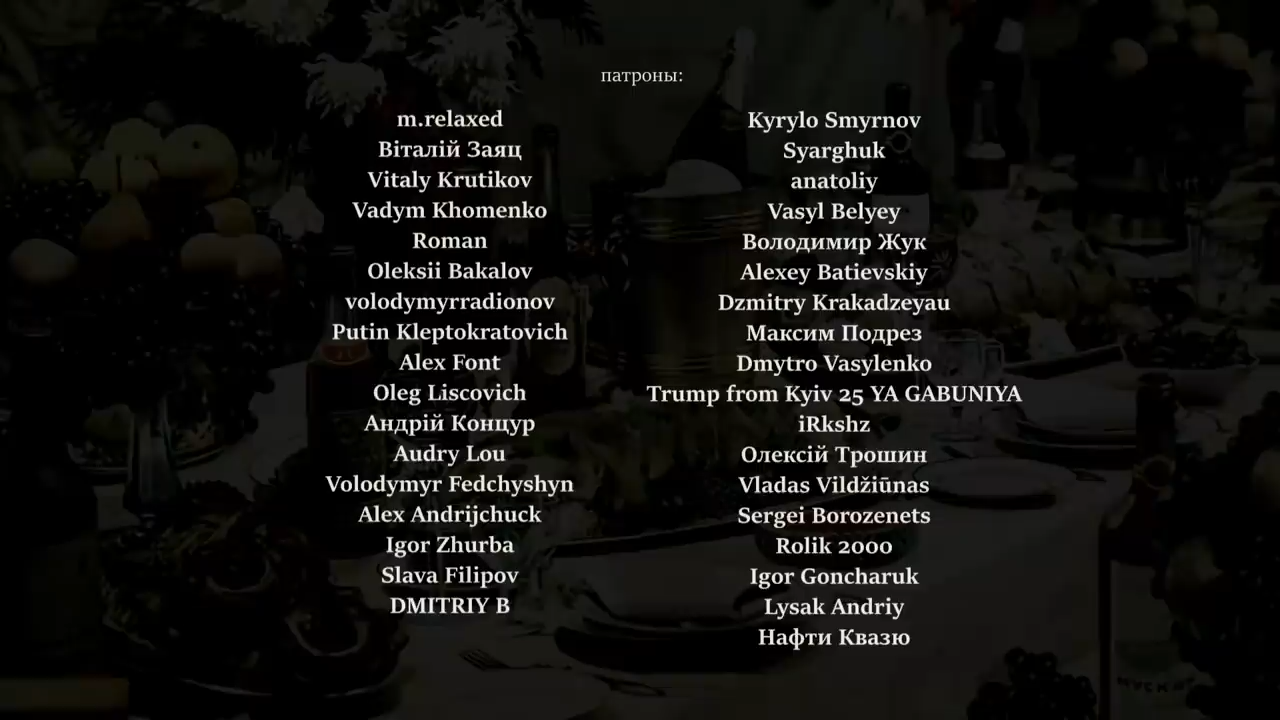 патроны:
m.relaxed
Віталій Заяц
Vitaly Krutikov
Vadym Khomenko
Roman
Oleksii Bakalov
volodymyrradionov
Putin Kleptokratovich
Alex Font
Oleg Liscovich
Андрій Концур
Audry Lou
Volodymyr Fedchyshyn
Alex Andrijchuck
Igor Zhurba
Slava Filipov
DMITRIY B
Kyrylo Smyrnov
Syarghuk
anatoliy
Vasyl Belyey
Володимир Жук
Alexey Batievskiy
Dzmitry Krakadzeyau
Максим Подрез
Dmytro Vasylenko
Trump from Kyiv 25 YA GABUNIYA
iRkshz
Олексій Трошин
Vladas Vildžiūnas
Sergei Borozenets
Rolik 2000
Igor Goncharuk
Lysak Andriy
Нафти Квазю